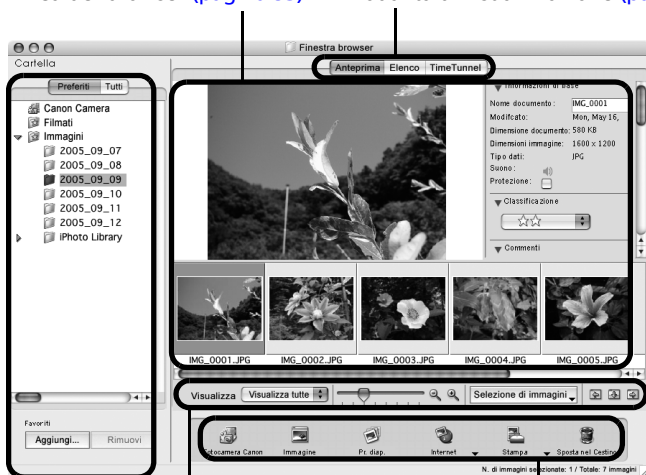 Finestra browser
Cartella
Anteprima Elenco TimeTunnel
Preferiti Tutti
Canon Camera
Filmati
Immagini
2005_09_07
2005_09_08
2005_09_09
2005_09_10
2005_09_11
2005_09_12
iPhoto Library
Informazioni di base
Nome documento: IMG_0001
Modifcato: Mon, May 16,
Dimensione documento: 580 KB
Dimensioni immagine: 1600 x 1200
Tipo dati: JPG
Suono:
Protezione:
Classificazione
Commenti
IMG_0001.JPG IMG_0002.JPG IMG_0003.JPG IMG_0004.JPG IMG_0005.JPG
Visualizza Visualizza tutte Selezione di immagini
Favoriti
Aggiungi... Rimuovi
Fotocamera Canon Immagine Pr. diap. Internet Stampa Sposta nel Cestino
N. di immagini selezionate: 1 / Totale: 7 immagini